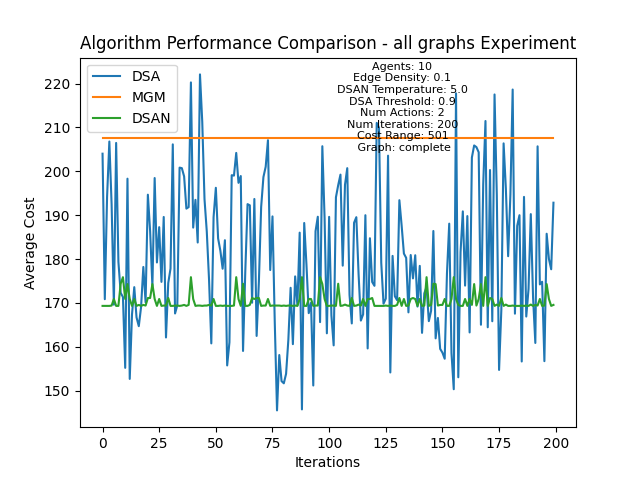 Algorithm Performance Comparison - all graphs Experiment
DSA
MGM
DSAN
Agents: 10
Edge Density: 0.1
DSAN Temperature: 5.0
DSA Threshold: 0.9
Num Actions: 2
Num Iterations: 200
Cost Range: 501
Graph: complete
Average Cost
220
210
200
190
180
170
160
150
0
25
50
75
100
125
150
175
200
Iterations